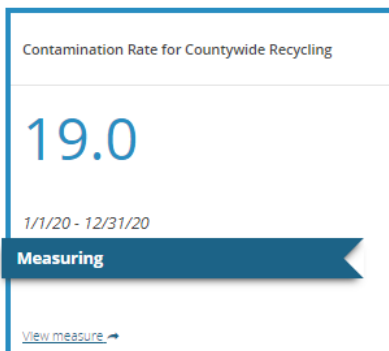 Contamination Rate for Countywide Recycling
19.0
1/1/20 - 12/31/20
Measuring
View measure